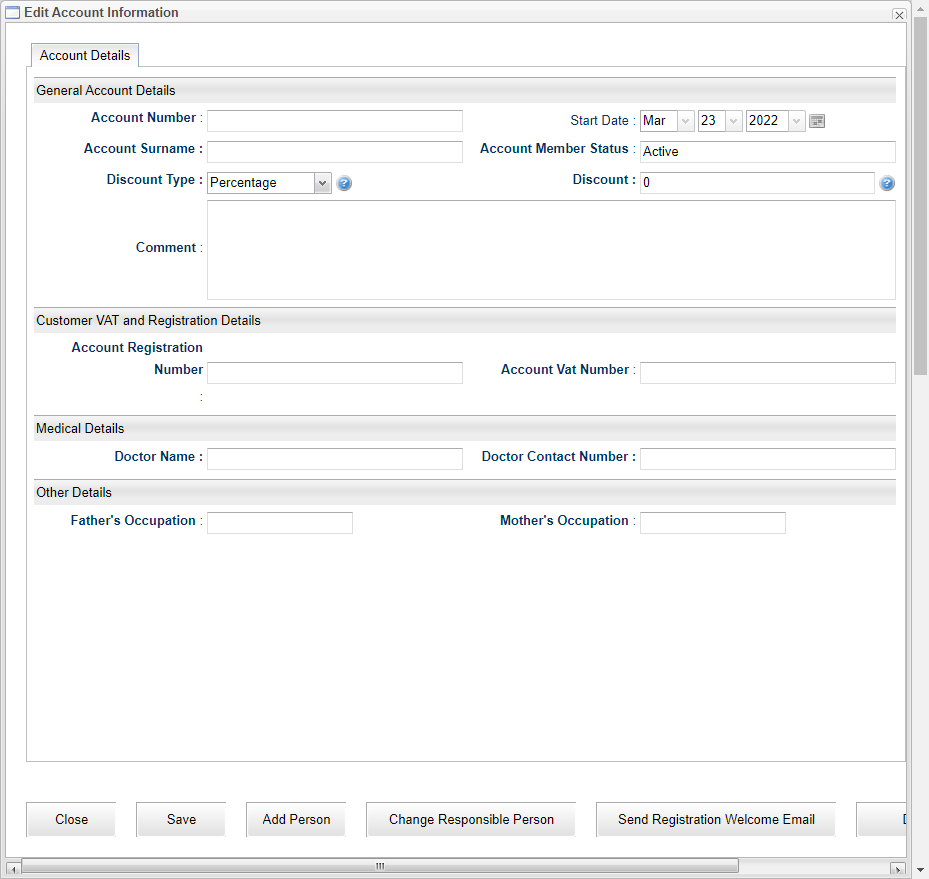 Edit Account Information
Account Details
General Account Details
Account Number :
Start Date : Mar 23 2022
Account Surname :
Account Member Status : Active
Discount Type : Percentage
Discount : 0
Comment :
Customer VAT and Registration Details
Account Registration
Number
:
Account Vat Number :
Medical Details
Doctor Name :
Doctor Contact Number :
Other Details
Father's Occupation :
Mother's Occupation :
Close
Save
Add Person
Change Responsible Person
Send Registration Welcome Email